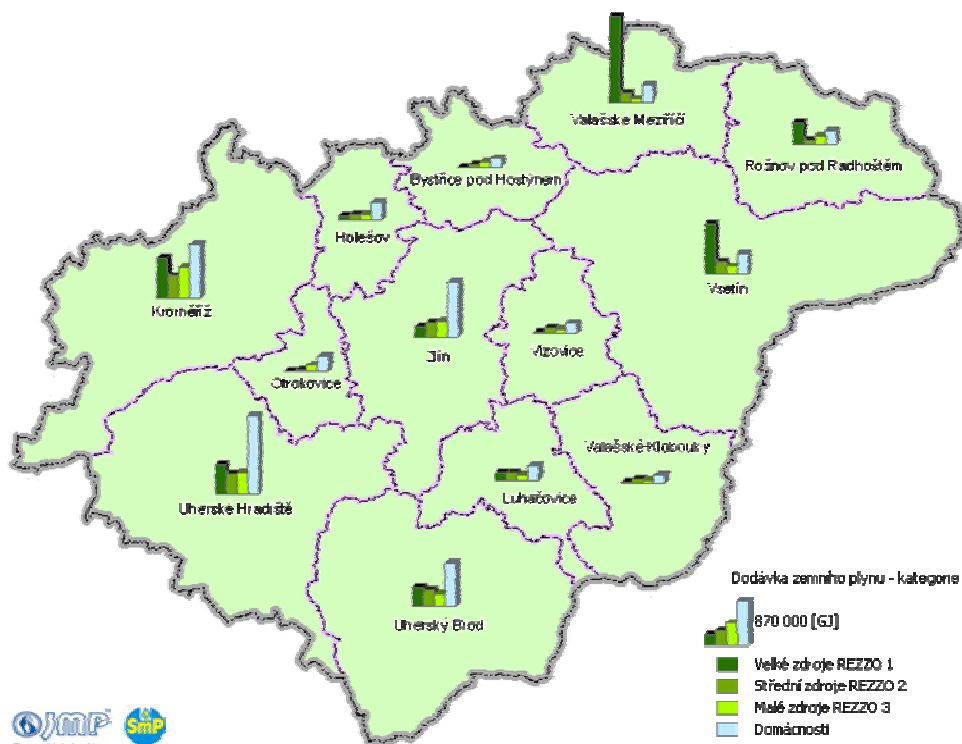 Valašské Meziříčí
Rožnov pod Radhoštěm
Bystřice pod Hostýnem
Holešov
Vsetín
Kroměříž
Zlín
Vizovice
Otrokovice
Valašské Klobouky
Luhačovice
Uherské Hradiště
Uherský Brod
Dodávka zemního plynu - kategorie
870 000 [GJ]
Velké zdroje REZZO 1
Střední zdroje REZZO 2
Malé zdroje REZZO 3
Domácnosti
JMP
SMP